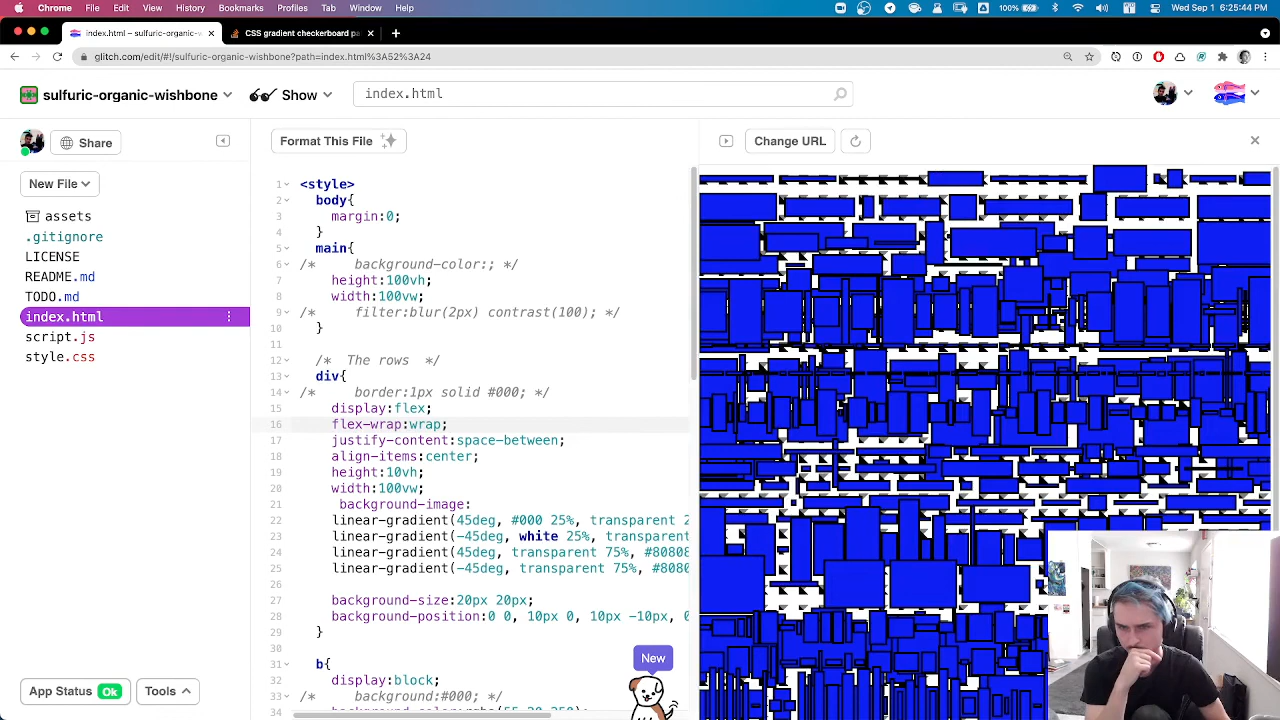 Chrome File Edit View History Bookmarks Profiles Tab Window Help 100% Wed Sep 1 6:25:44 PM
index.html – sulfuric-organic-w
CSS gradient checkerboard pa
glitch.com/edit/#!/sulfuric-organic-wishbone?path=index.html%3A52%3A24
sulfuric-organic-wishbone
Show
index.html
Share
Format This File
Change URL
New File
assets
.gitignore
LICENSE
README.md
TODO.md
index.html
script.js
style.css
1 <style>
2 body{
3 margin:0;
4 }
5 main{
6 /* background-color:; */
7 height:100vh;
8 width:100vw;
9 /* filter:blur(2px) contrast(100); */
10 }
11
12 /* The rows */
13 div{
14 /* border:1px solid #000; */
15 display:flex;
16 flex-wrap:wrap;
17 justify-content:space-between;
18 align-items:center;
19 height:10vh;
20 width:100vw;
21 background-image:
22 linear-gradient(45deg, #000 25%, transparent 2
23 linear-gradient(-45deg, white 25%, transparent
24 linear-gradient(45deg, transparent 75%, #80808
25 linear-gradient(-45deg, transparent 75%, #8080
26
27 background-size:20px 20px;
28 background-position:0 0, 10px 0, 10px -10px, 0
29 }
30
31 b{
32 display:block;
33 /* background:#000; */
34
New
App Status Ok
Tools